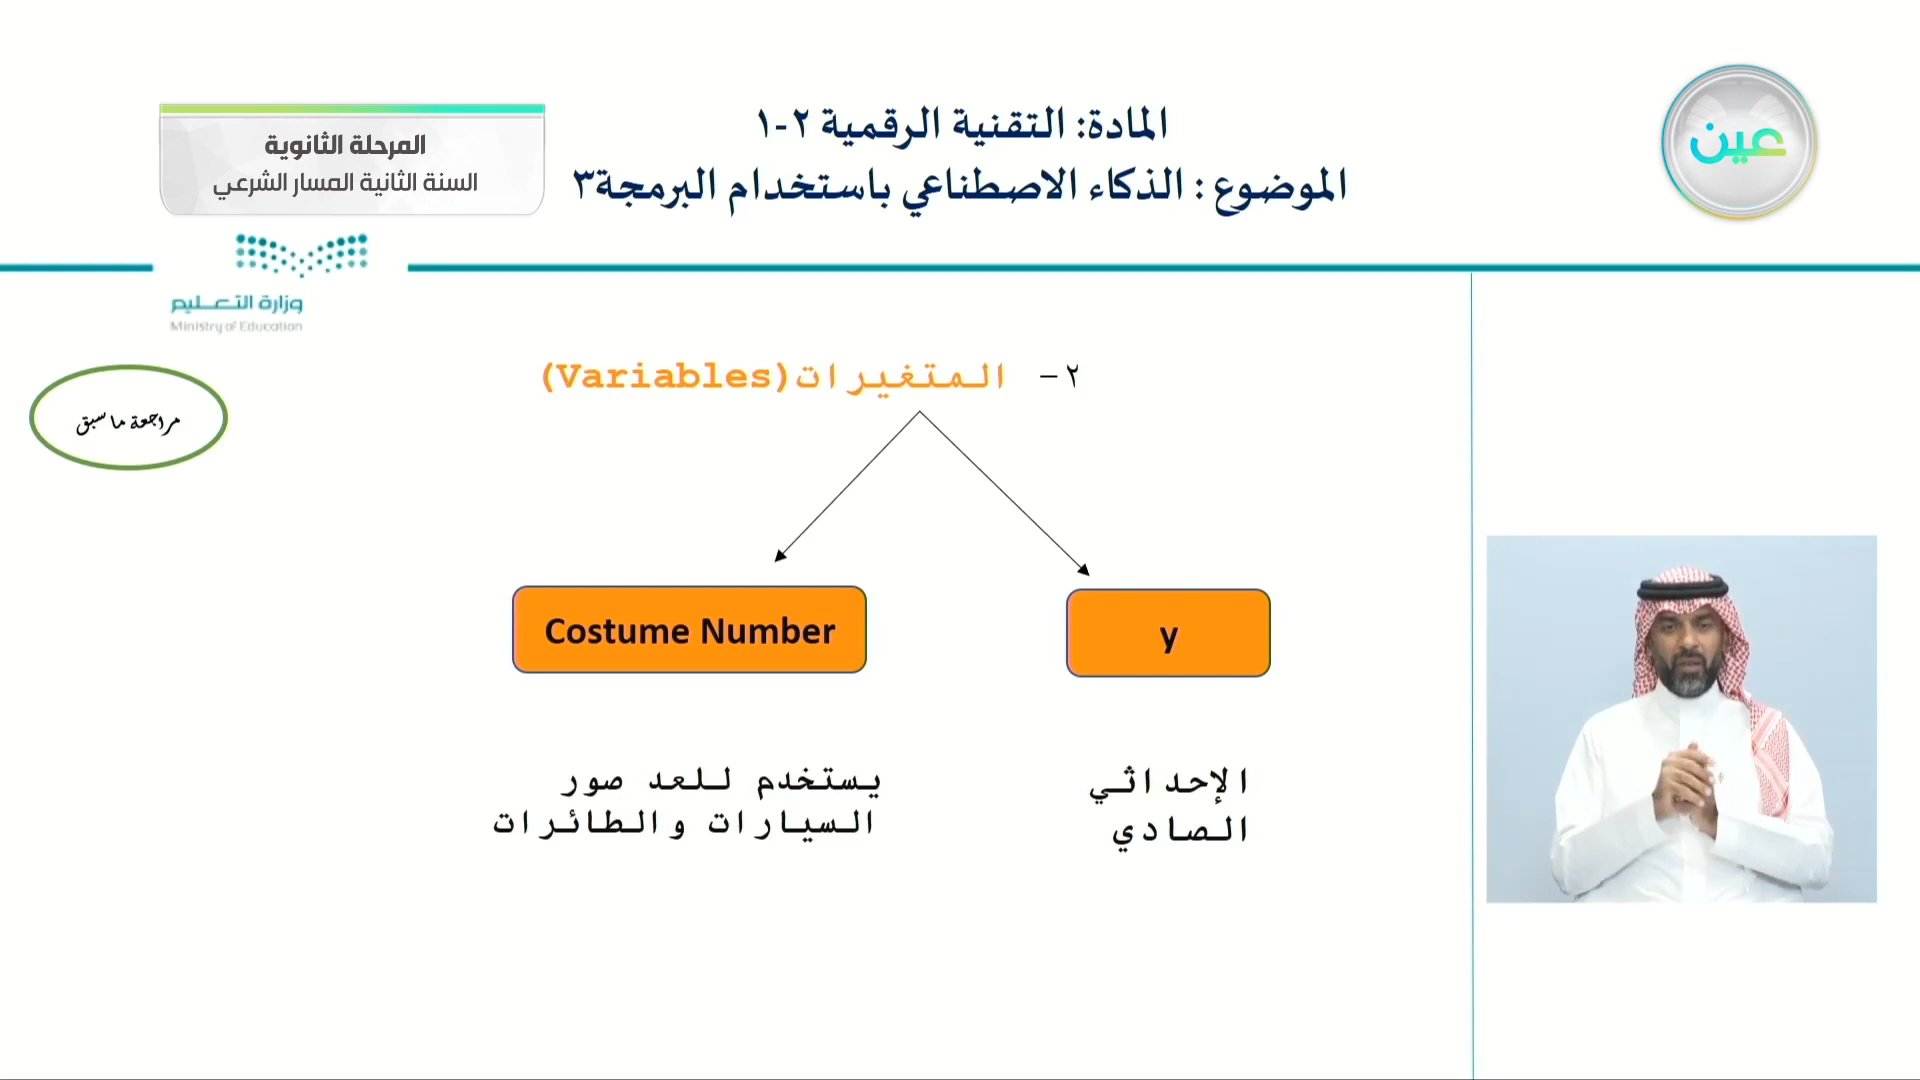 المادة: التقنية الرقمية ٢-١
الموضوع : الذكاء الاصطناعي باستخدام البرمجة٣
عين
المرحلة الثانوية
السنة الثانية المسار الشرعي
وزارة التعليم
Ministry of Education
مراجعة ما سبق
٢- المتغيرات(Variables)
y
Costume Number
الإحداثي
الصادي
يستخدم للعد صور
السيارات والطائرات